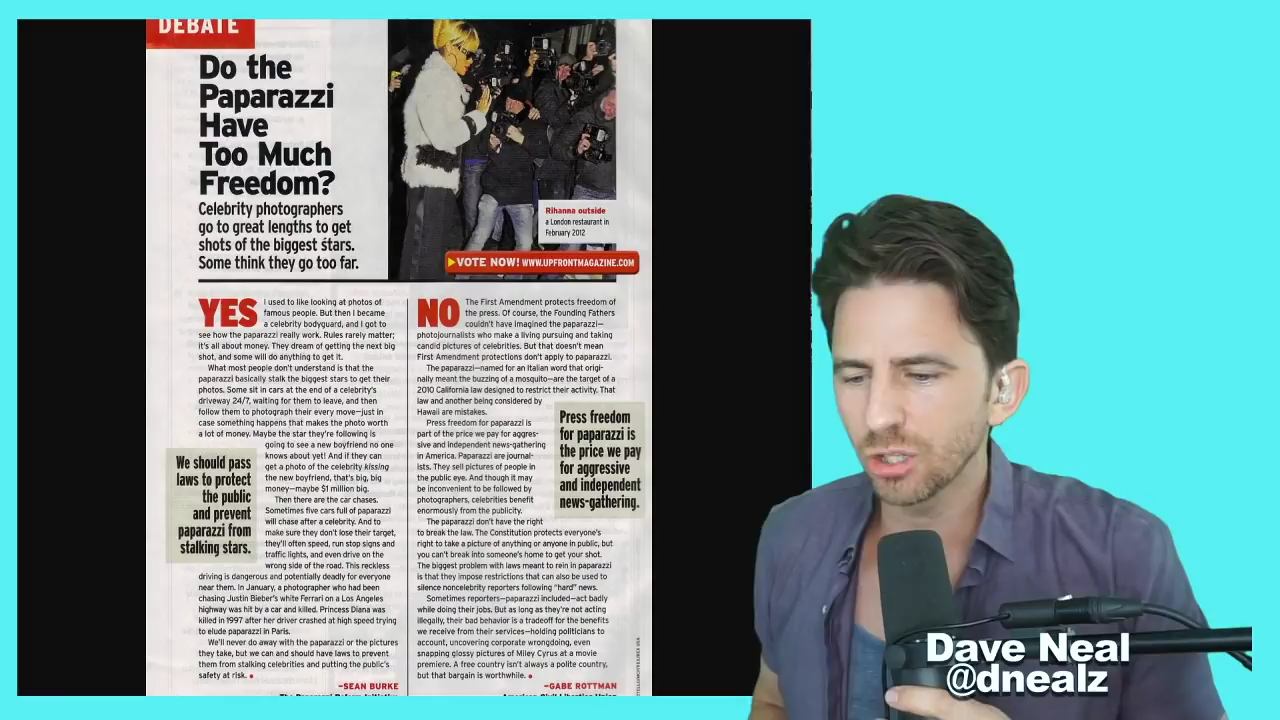 DEBATE
Do the
Paparazzi
Have
Too Much
Freedom?
Celebrity photographers
go to great lengths to get
shots of the biggest stars.
Some think they go too far.
Rihanna outside
a London restaurant in
February 2012
VOTE NOW! WWW.UPFRONTMAGAZINE.COM
YES I used to like looking at photos of
famous people. But then I became
a celebrity bodyguard, and I got to
see how the paparazzi really work. Rules rarely matter;
it's all about money. They dream of getting the next big
shot, and some will do anything to get it.
What most people don't understand is that the
paparazzi basically stalk the biggest stars to get their
photos. Some sit in cars at the end of a celebrity's
driveway 24/7, waiting for them to leave, and then
follow them to photograph their every move—just in
case something happens that makes the photo worth
a lot of money. Maybe the star they're following is
going to see a new boyfriend no one
knows about yet! And if they can
get a photo of the celebrity kissing
the new boyfriend, that's big, big
money—maybe $1 million big.
Then there are the car chases.
Sometimes five cars full of paparazzi
will chase after a celebrity. And to
make sure they don't lose their target,
they'll often speed, run stop signs and
traffic lights, and even drive on the
wrong side of the road. This reckless
driving is dangerous and potentially deadly for everyone
near them. In January, a photographer who had been
chasing Justin Bieber's white Ferrari on a Los Angeles
highway was hit by a car and killed. Princess Diana was
killed in 1997 after her driver crashed at high speed trying
to elude paparazzi in Paris.
We'll never do away with the paparazzi or the pictures
they take, but we can and should have laws to prevent
them from stalking celebrities and putting the public's
safety at risk.
—SEAN BURKE
We should pass
laws to protect
the public
and prevent
paparazzi from
stalking stars.
NO The First Amendment protects freedom of
the press. Of course, the Founding Fathers
couldn't have imagined the paparazzi—
photojournalists who make a living pursuing and taking
candid pictures of celebrities. But that doesn't mean
First Amendment protections don't apply to paparazzi.
The paparazzi—named for an Italian word that origi-
nally meant the buzzing of a mosquito—are the target of a
2010 California law designed to restrict their activity. That
law and another being considered by
Hawaii are mistakes.
Press freedom for paparazzi is
part of the price we pay for aggres-
sive and independent news-gathering
in America. Paparazzi are journal-
ists. They sell pictures of people in
the public eye. And though it may
be inconvenient to be followed by
photographers, celebrities benefit
enormously from the publicity.
The paparazzi don't have the right
to break the law. The Constitution protects everyone's
right to take a picture of anything or anyone in public, but
you can't break into someone's home to get your shot.
The biggest problem with laws meant to rein in paparazzi
is that they impose restrictions that can also be used to
silence noncelebrity reporters following "hard" news.
Sometimes reporters—paparazzi included—act badly
while doing their jobs. But as long as they're not acting
illegally, their bad behavior is a tradeoff for the benefits
we receive from their services—holding politicians to
account, uncovering corporate wrongdoing, even
snapping glossy pictures of Miley Cyrus at a movie
premiere. A free country isn't always a polite country,
but that bargain is worthwhile.
—GABE ROTTMAN
Press freedom
for paparazzi is
the price we pay
for aggressive
and independent
news-gathering.
Dave Neal
@dnealz